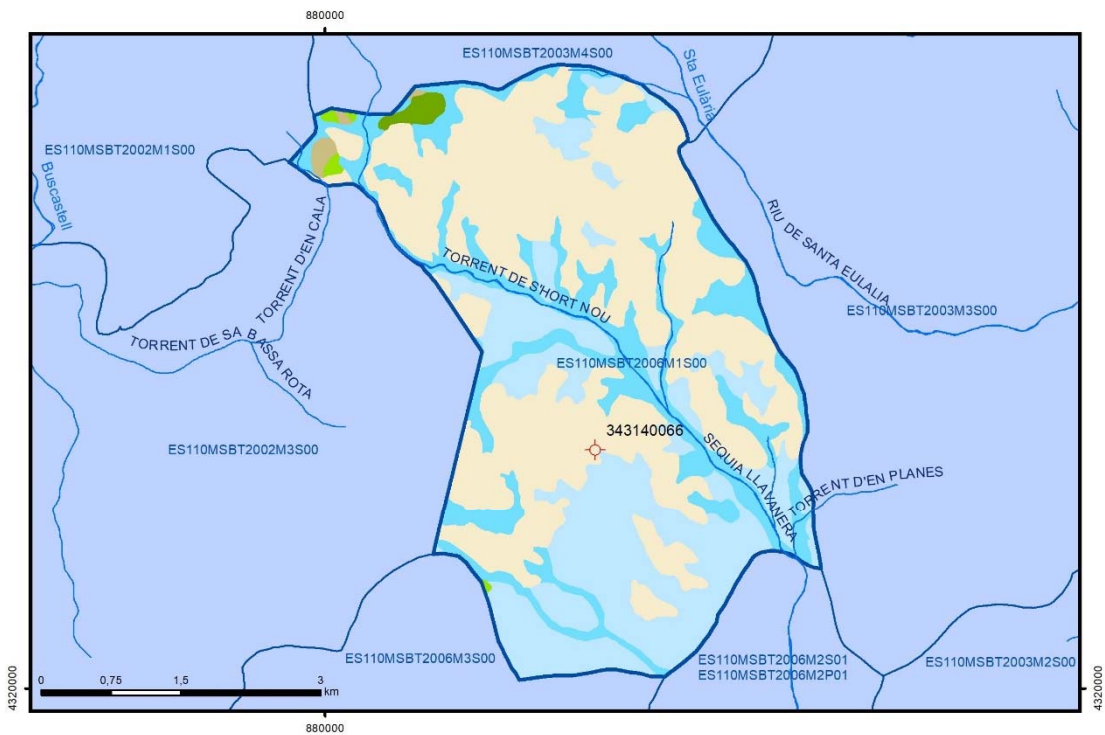 880000
ES110MSBT2003M4S00
Sta Eulària
ES110MSBT2002M1S00
Buscastell
TORRENT D'EN CALA
RIU DE SANTA EULALIA
TORRENT DE S'HORT NOU
ES110MSBT2003M3S00
TORRENT DE SA BASSA ROTA
ES110MSBT2006M1S00
343140066
ES110MSBT2002M3S00
SEQUIA LLAVANERA
TORRENT D'EN PLANES
ES110MSBT2006M3S00
ES110MSBT2006M2S01
ES110MSBT2006M2P01
ES110MSBT2003M2S00
0 0,75 1,5 3
km
4320000
4320000
880000